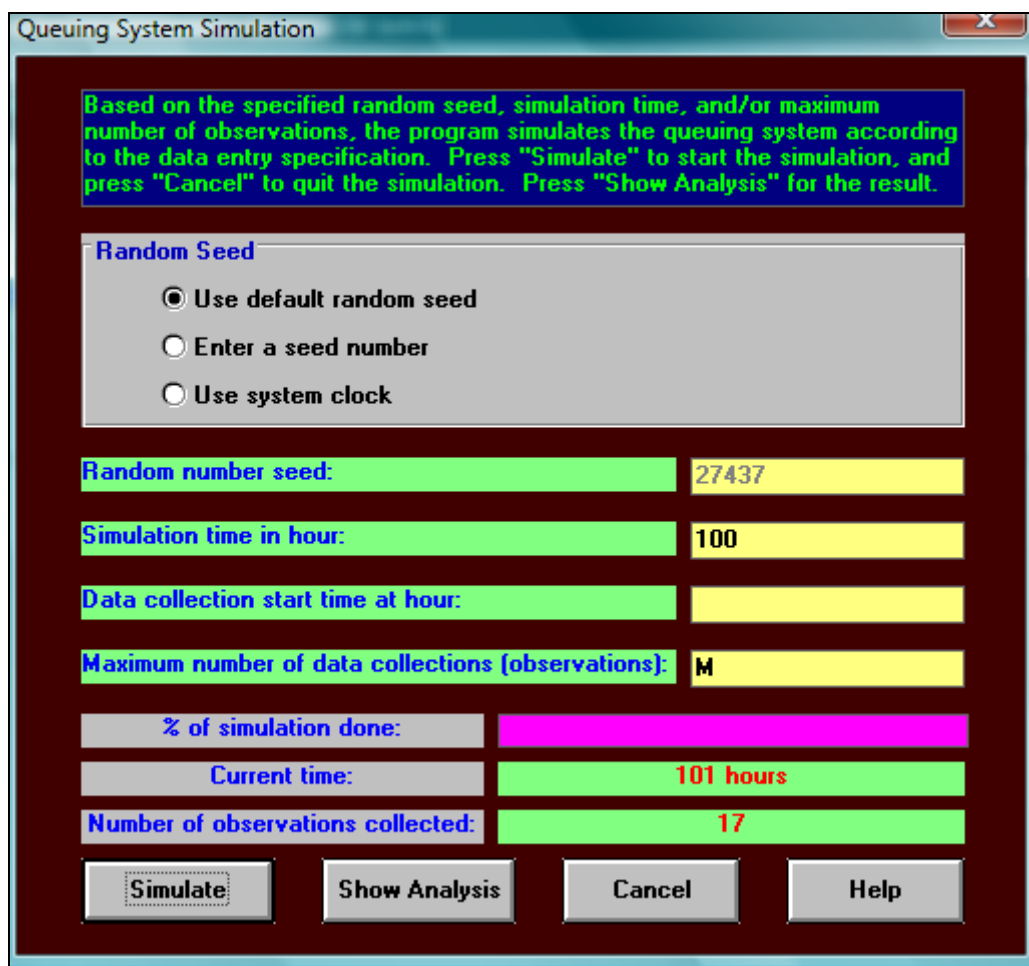 Queuing System Simulation
X
Based on the specified random seed, simulation time, and/or maximum
number of observations, the program simulates the queuing system according
to the data entry specification. Press "Simulate" to start the simulation, and
press "Cancel" to quit the simulation. Press "Show Analysis" for the result.
Random Seed
Use default random seed
Enter a seed number
Use system clock
Random number seed: 27437
Simulation time in hour: 100
Data collection start time at hour:
Maximum number of data collections (observations): M
% of simulation done:
Current time: 101 hours
Number of observations collected: 17
Simulate Show Analysis Cancel Help